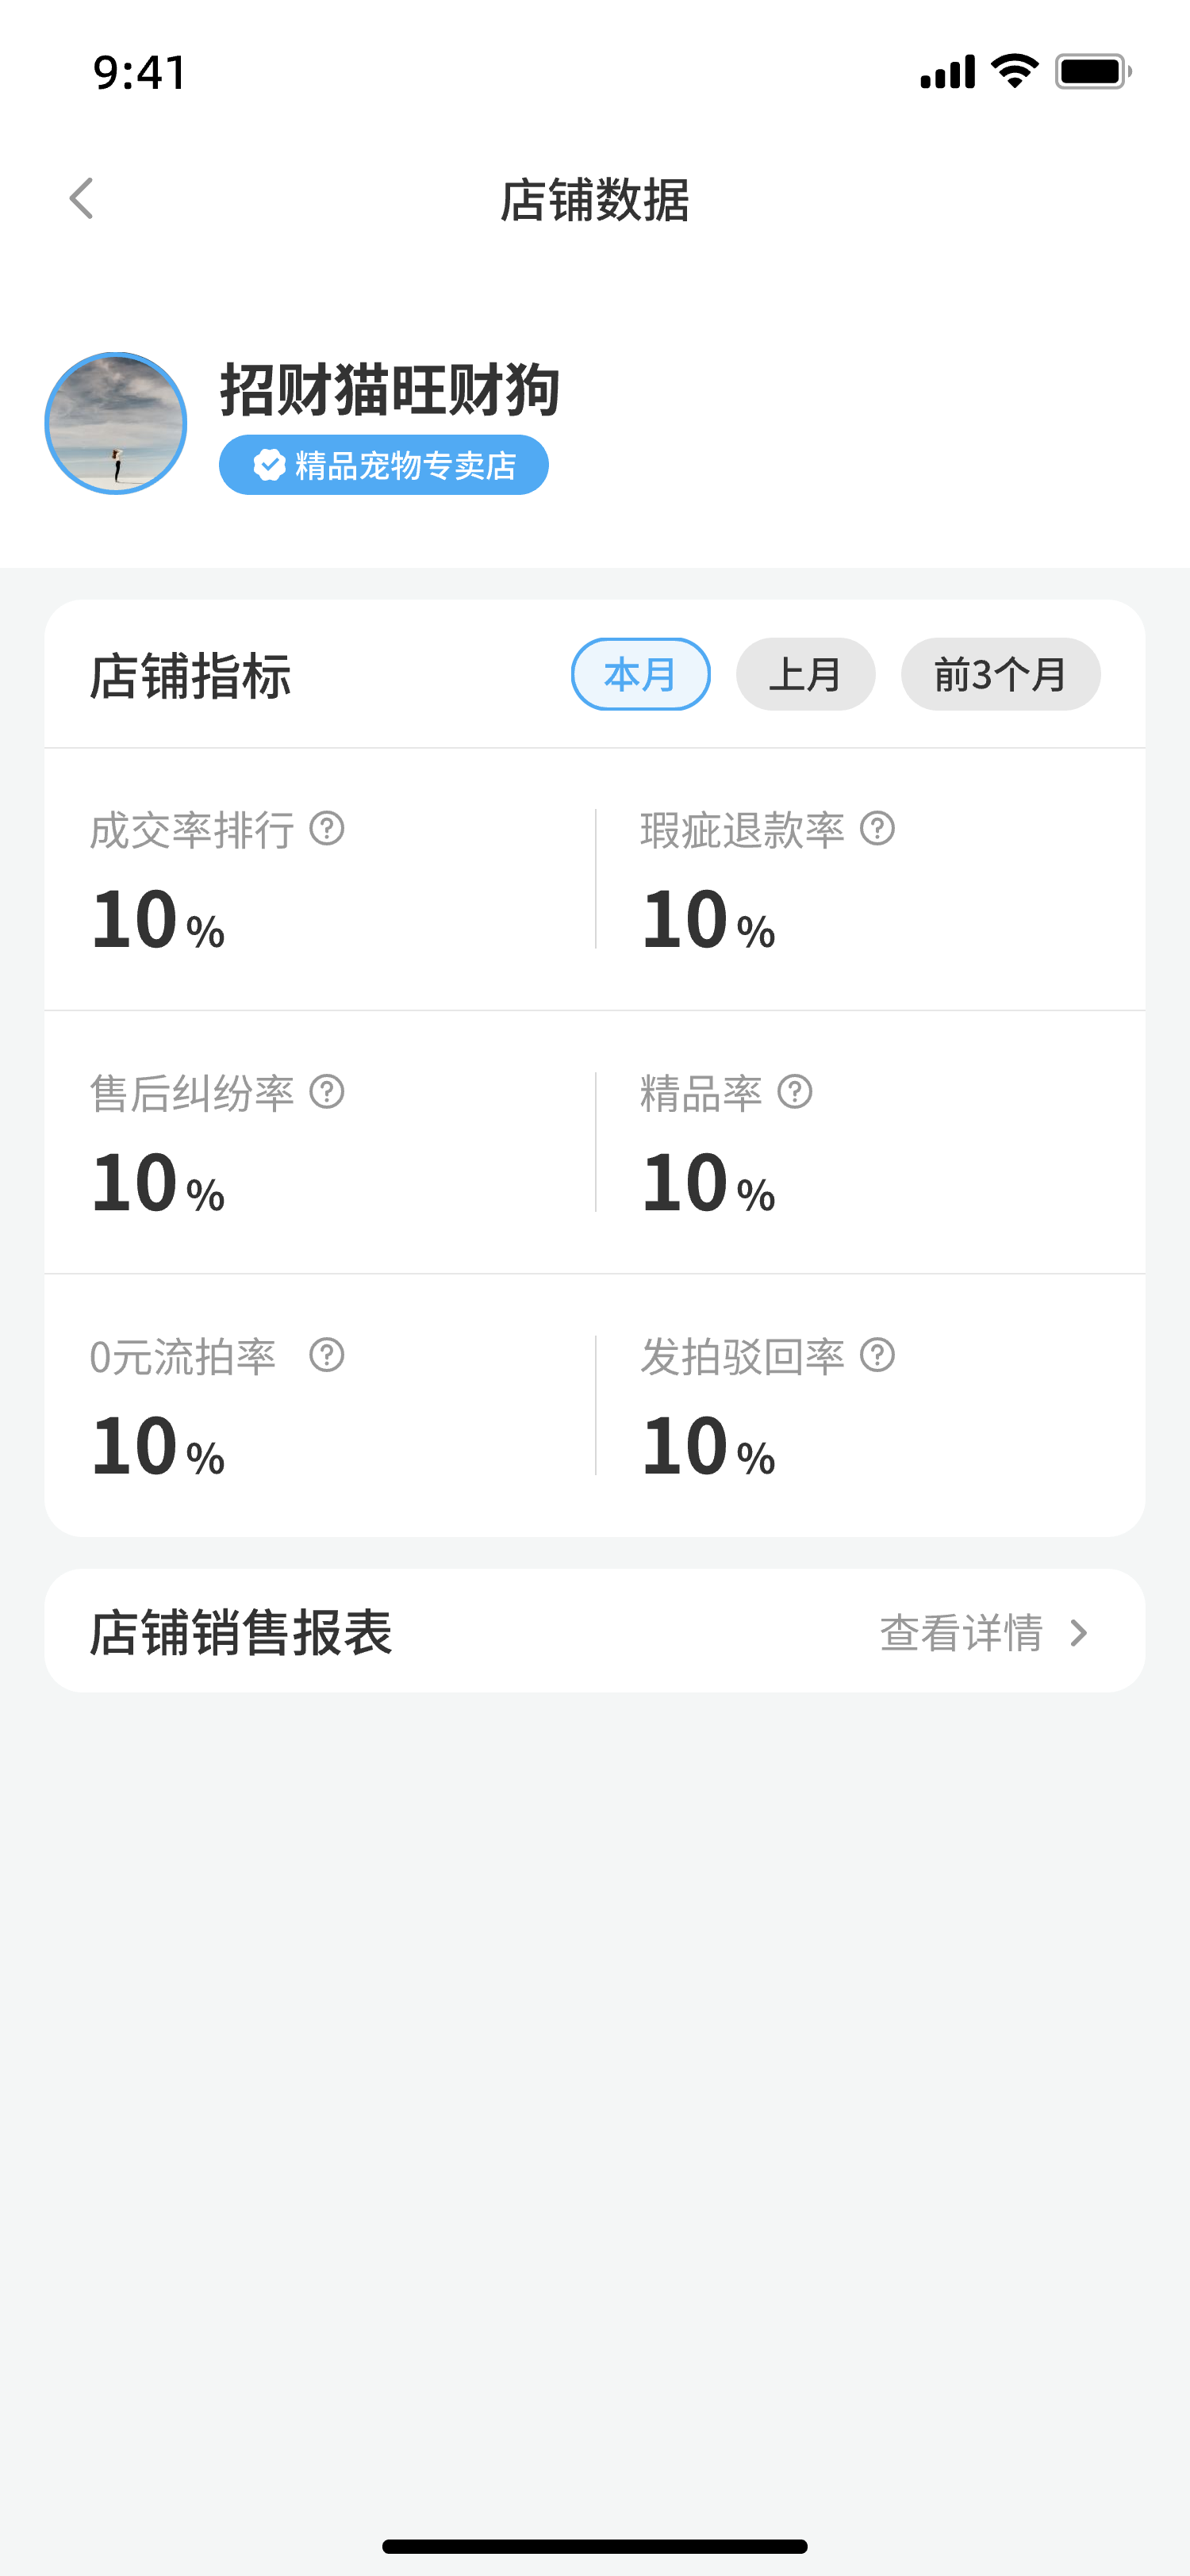 9:41
店铺数据
招财猫旺财狗
精品宠物专卖店
店铺指标 本月 上月 前3个月
成交率排行 瑕疵退款率
10 % 10 %
售后纠纷率 精品率
10 % 10 %
0元流拍率 发拍驳回率
10 % 10 %
店铺销售报表 查看详情